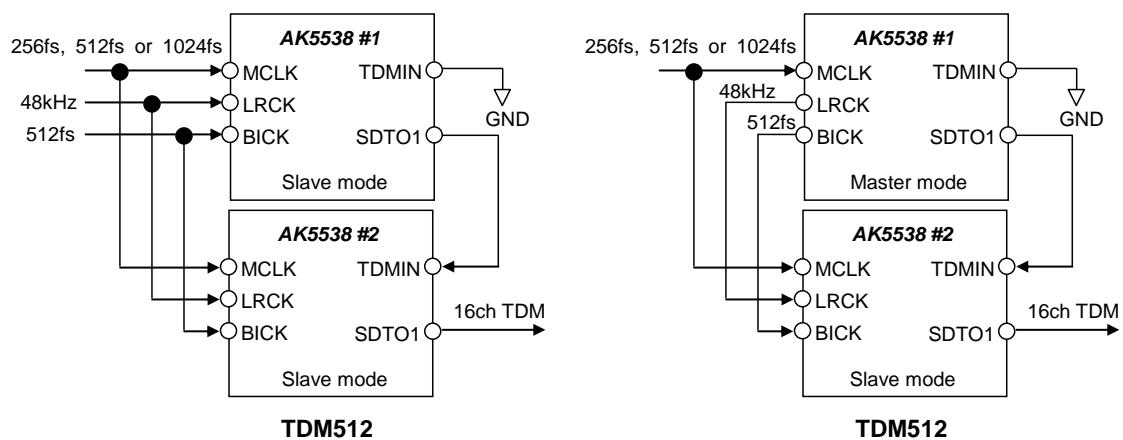 AK5538 #1
256fs, 512fs or 1024fs
MCLK
TDMIN
48kHz
LRCK
GND
512fs
BICK
SDTO1
Slave mode
AK5538 #2
MCLK
TDMIN
LRCK
16ch TDM
BICK
SDTO1
Slave mode
TDM512
AK5538 #1
256fs, 512fs or 1024fs
MCLK
TDMIN
48kHz
LRCK
GND
512fs
BICK
SDTO1
Master mode
AK5538 #2
MCLK
TDMIN
LRCK
16ch TDM
BICK
SDTO1
Slave mode
TDM512